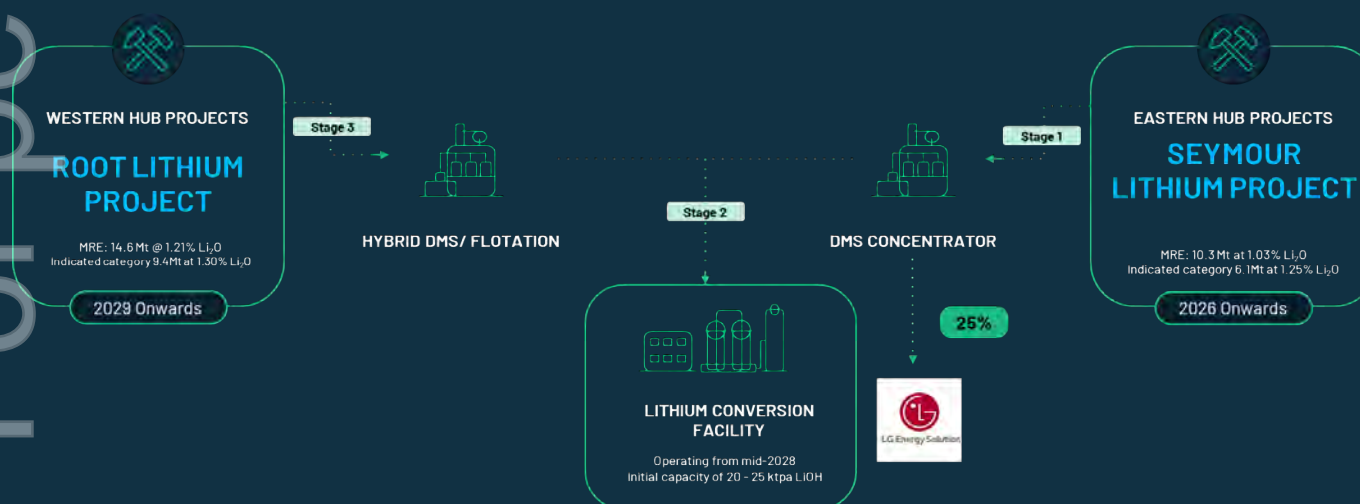 WESTERN HUB PROJECTS
ROOT LITHIUM
PROJECT
MRE: 14.6 Mt @ 1.21% Li₂O
Indicated category 9.4Mt at 1.30% Li₂O
2029 Onwards
Stage 3
HYBRID DMS/ FLOTATION
Stage 2
LITHIUM CONVERSION
FACILITY
Operating from mid-2028
Initial capacity of 20 - 25 ktpa LiOH
DMS CONCENTRATOR
25%
LG Energy Solution
Stage 1
EASTERN HUB PROJECTS
SEYMOUR
LITHIUM PROJECT
MRE: 10.3 Mt at 1.03% Li₂O
Indicated category 6.1Mt at 1.25% Li₂O
2026 Onwards